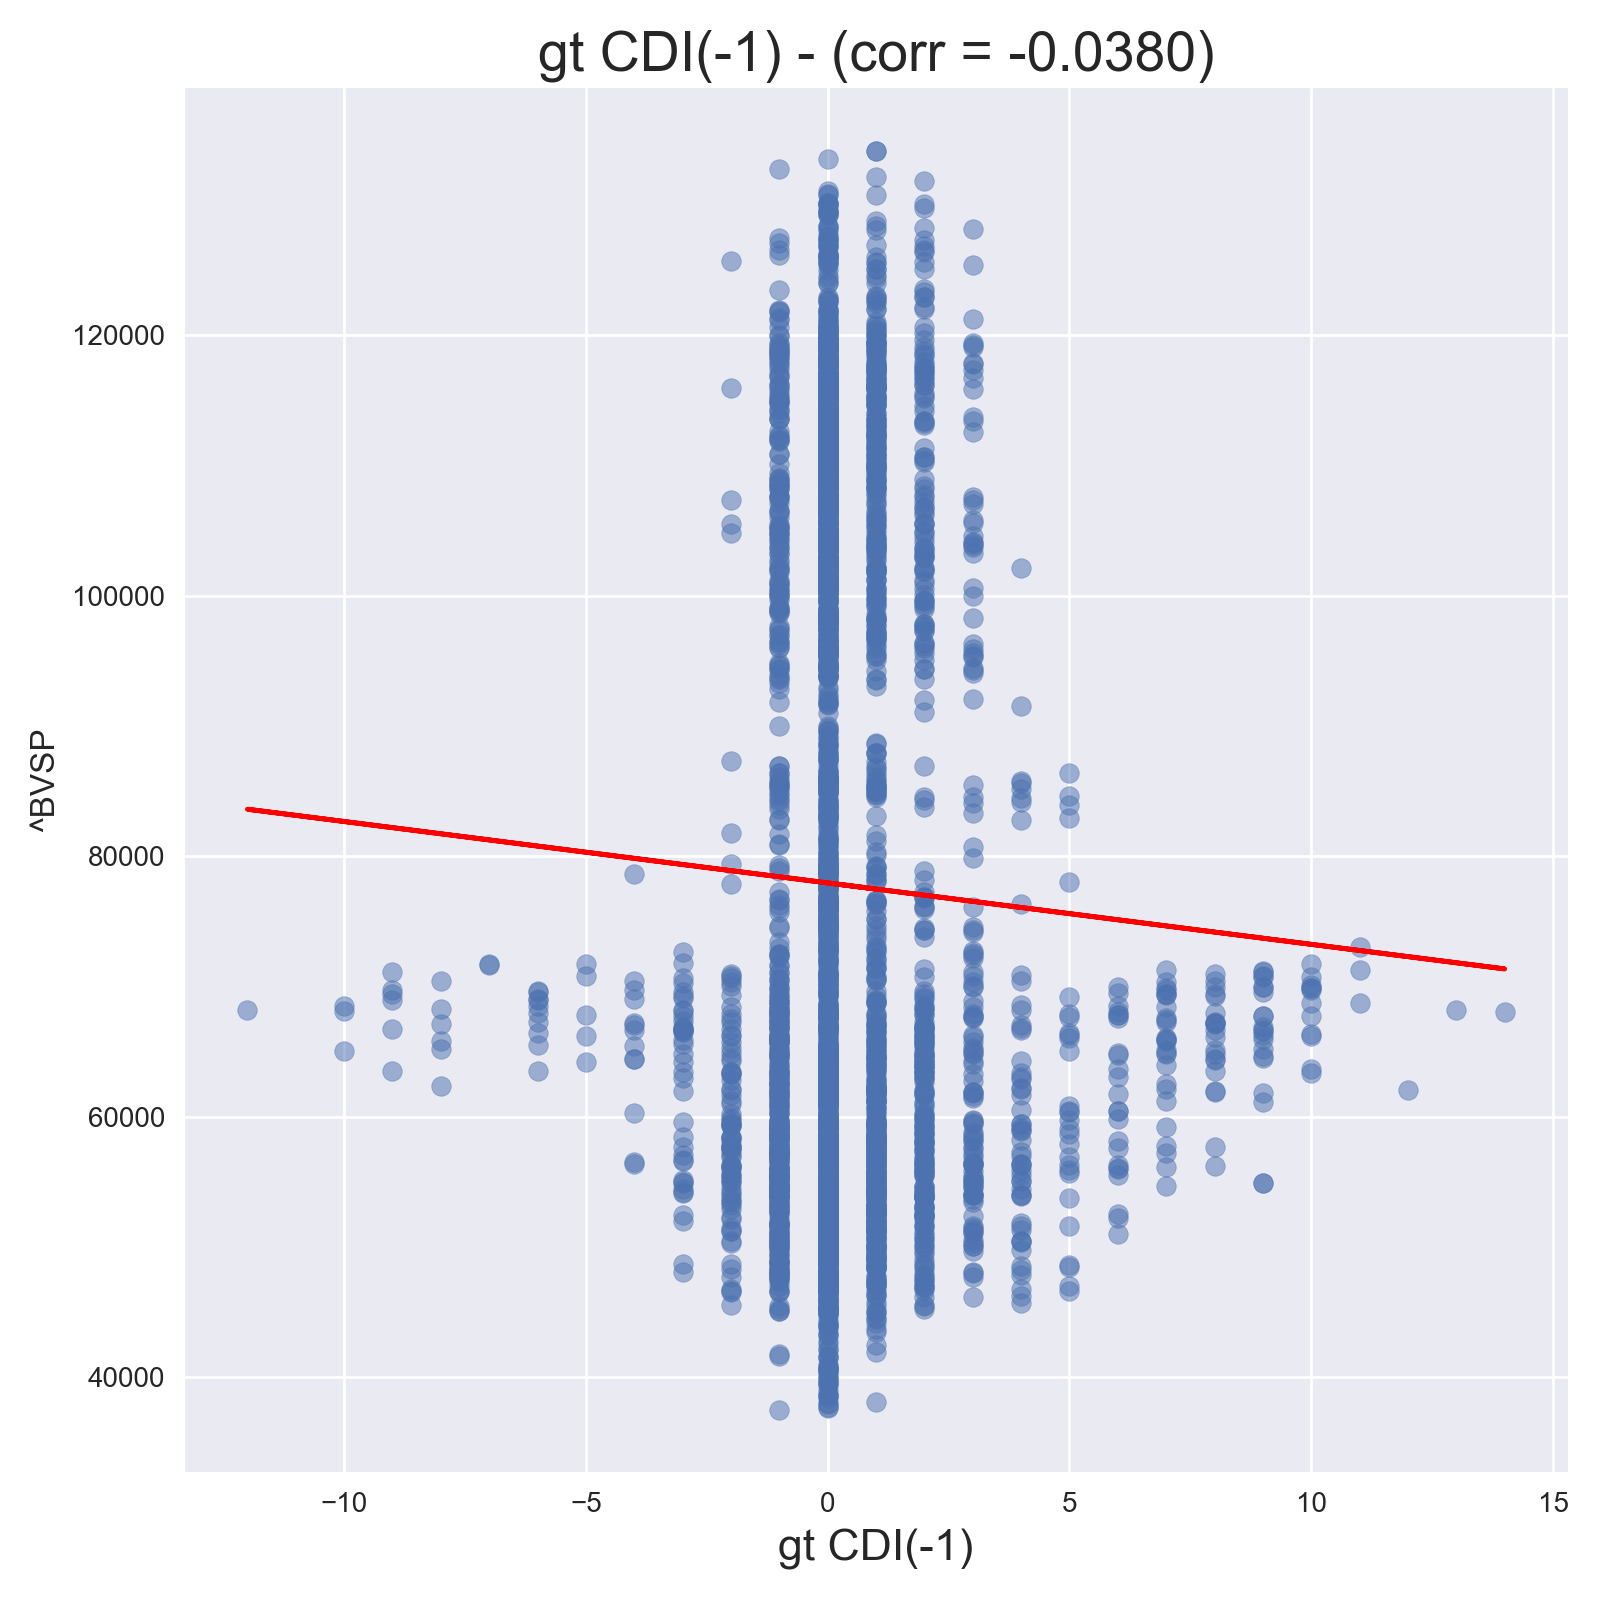 gt CDI(-1) - (corr = -0.0380)
120000
100000
80000
60000
40000
^BVSP
−10 −5 0 5 10 15
gt CDI(-1)